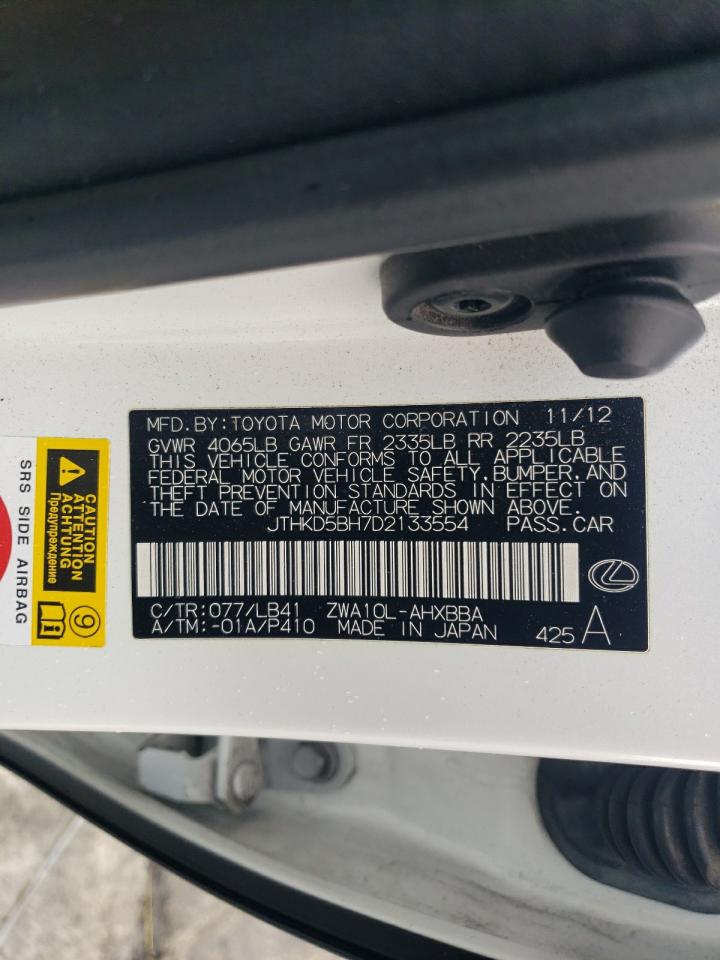 MFD.BY:TOYOTA MOTOR CORPORATION 11/12
GVWR 4065LB GAWR FR 2335LB RR 2235LB
THIS VEHICLE CONFORMS TO ALL APPLICABLE
FEDERAL MOTOR VEHICLE SAFETY,BUMPER,AND
THEFT PREVENTION STANDARDS IN EFFECT ON
THE DATE OF MANUFACTURE SHOWN ABOVE.
JTHKD5BH7D2133554 PASS.CAR
C/TR:077/LB41 ZWA10L-AHXBBA
A/TM:-01A/P410 MADE IN JAPAN 425 A
SRS SIDE AIRBAG
CAUTION
ATTENTION
ACHTUNG
Предупреждение
9